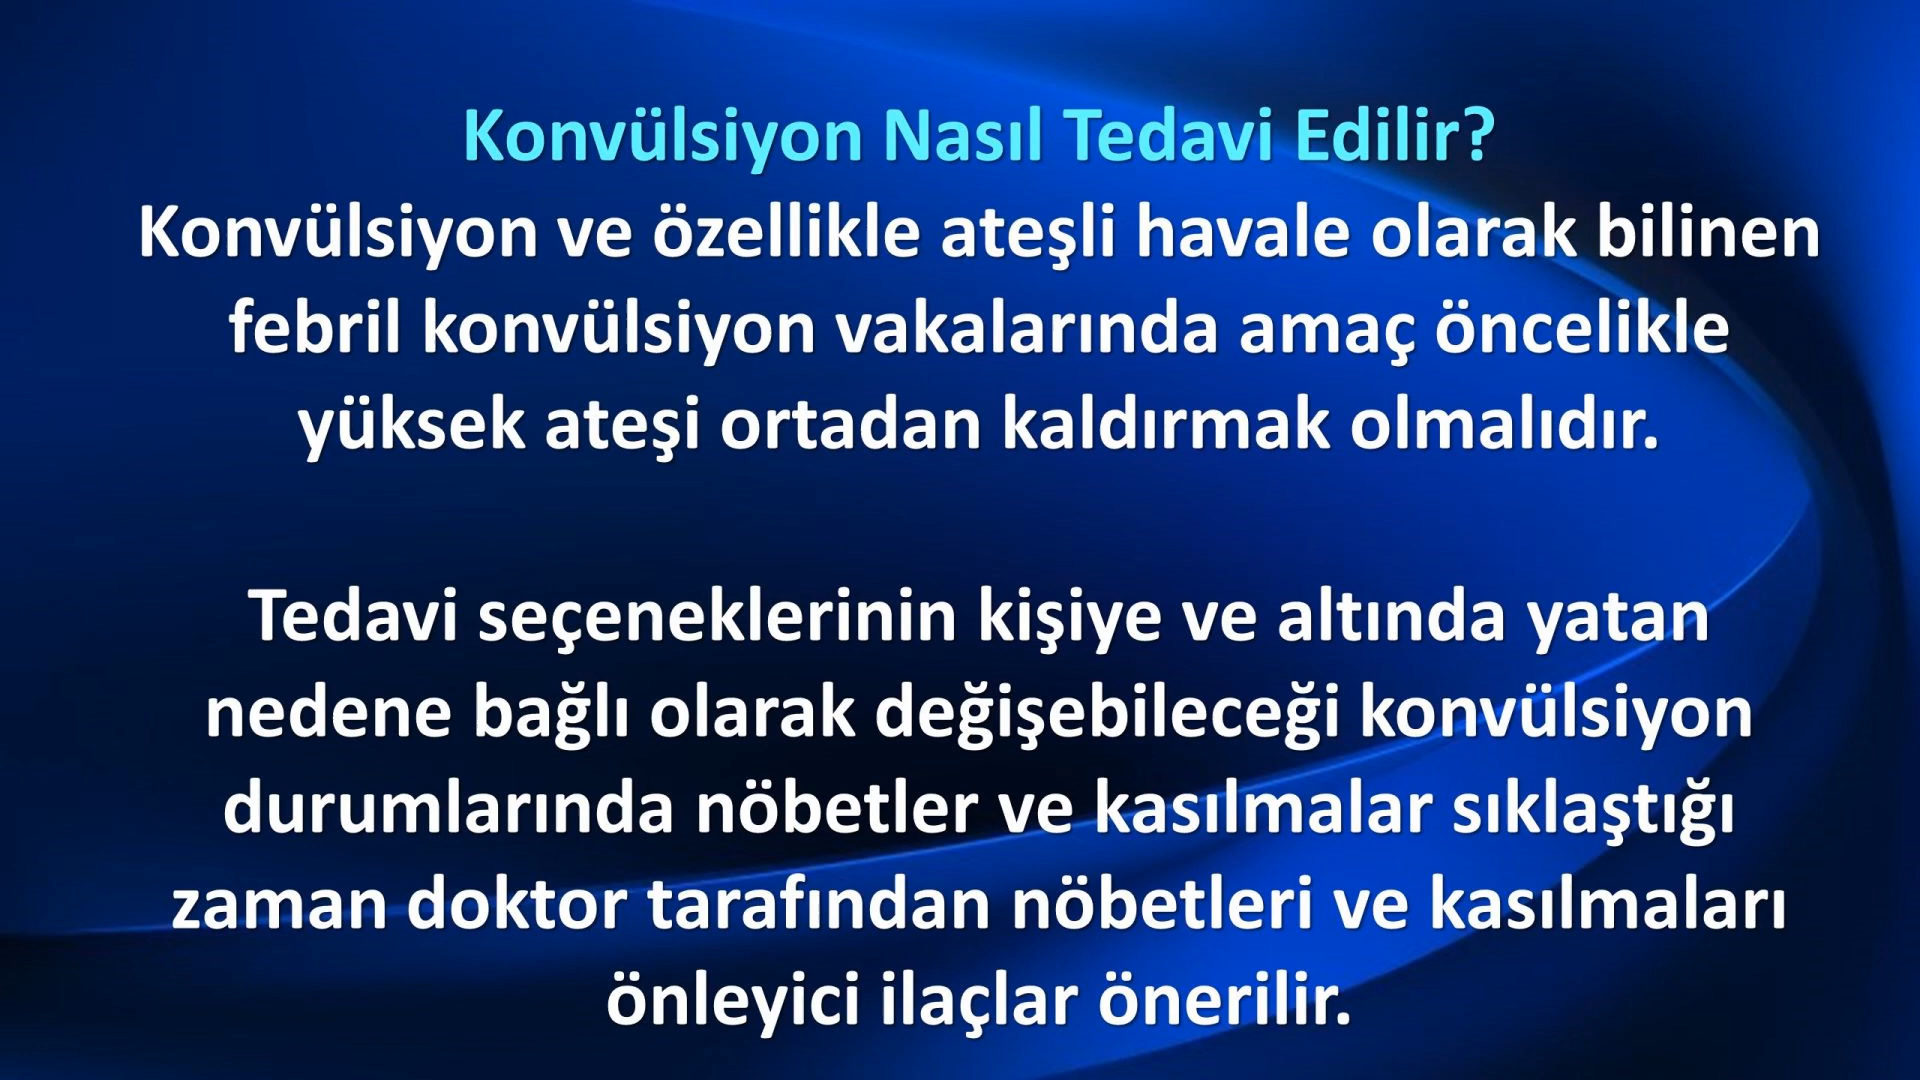 Konvülsiyon Nasıl Tedavi Edilir?
Konvülsiyon ve özellikle ateşli havale olarak bilinen
febril konvülsiyon vakalarında amaç öncelikle
yüksek ateşi ortadan kaldırmak olmalıdır.
Tedavi seçeneklerinin kişiye ve altında yatan
nedene bağlı olarak değişebileceği konvülsiyon
durumlarında nöbetler ve kasılmalar sıklaştığı
zaman doktor tarafından nöbetleri ve kasılmaları
önleyici ilaçlar önerilir.